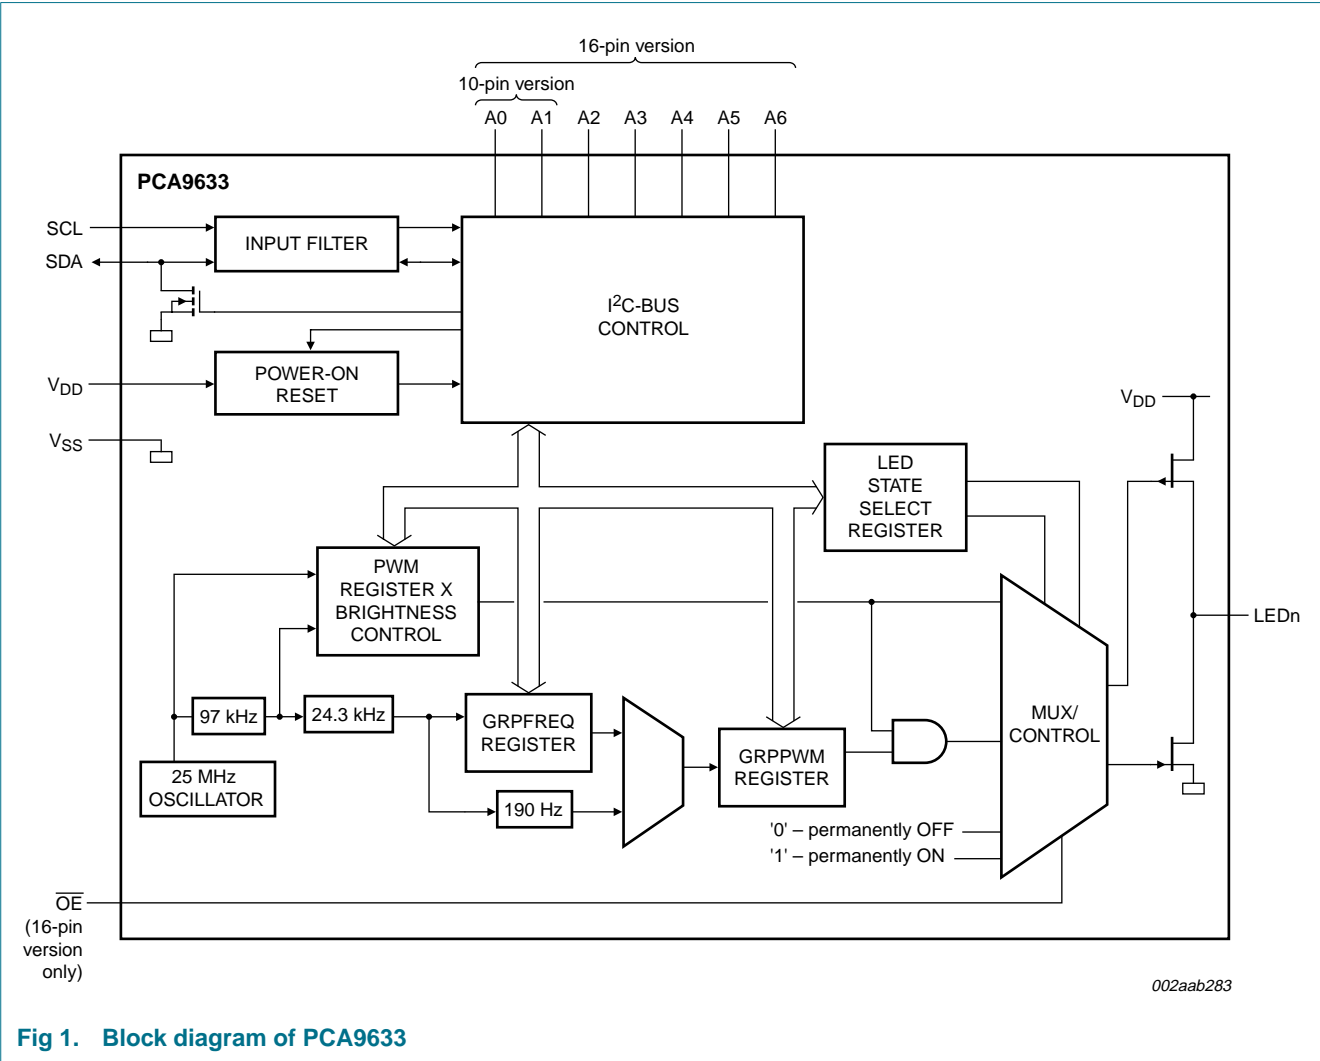 16-pin version
10-pin version
A0 A1 A2 A3 A4 A5 A6
PCA9633
SCL
SDA
INPUT FILTER
I2C-BUS
CONTROL
POWER-ON
RESET
VDD
VSS
VDD
LED
STATE
SELECT
REGISTER
PWM
REGISTER X
BRIGHTNESS
CONTROL
LEDn
97 kHz
24.3 kHz
GRPFREQ
REGISTER
MUX/
CONTROL
GRPPWM
REGISTER
25 MHz
OSCILLATOR
190 Hz
'0' – permanently OFF
'1' – permanently ON
OE
(16-pin
version
only)
002aab283
Fig 1. Block diagram of PCA9633